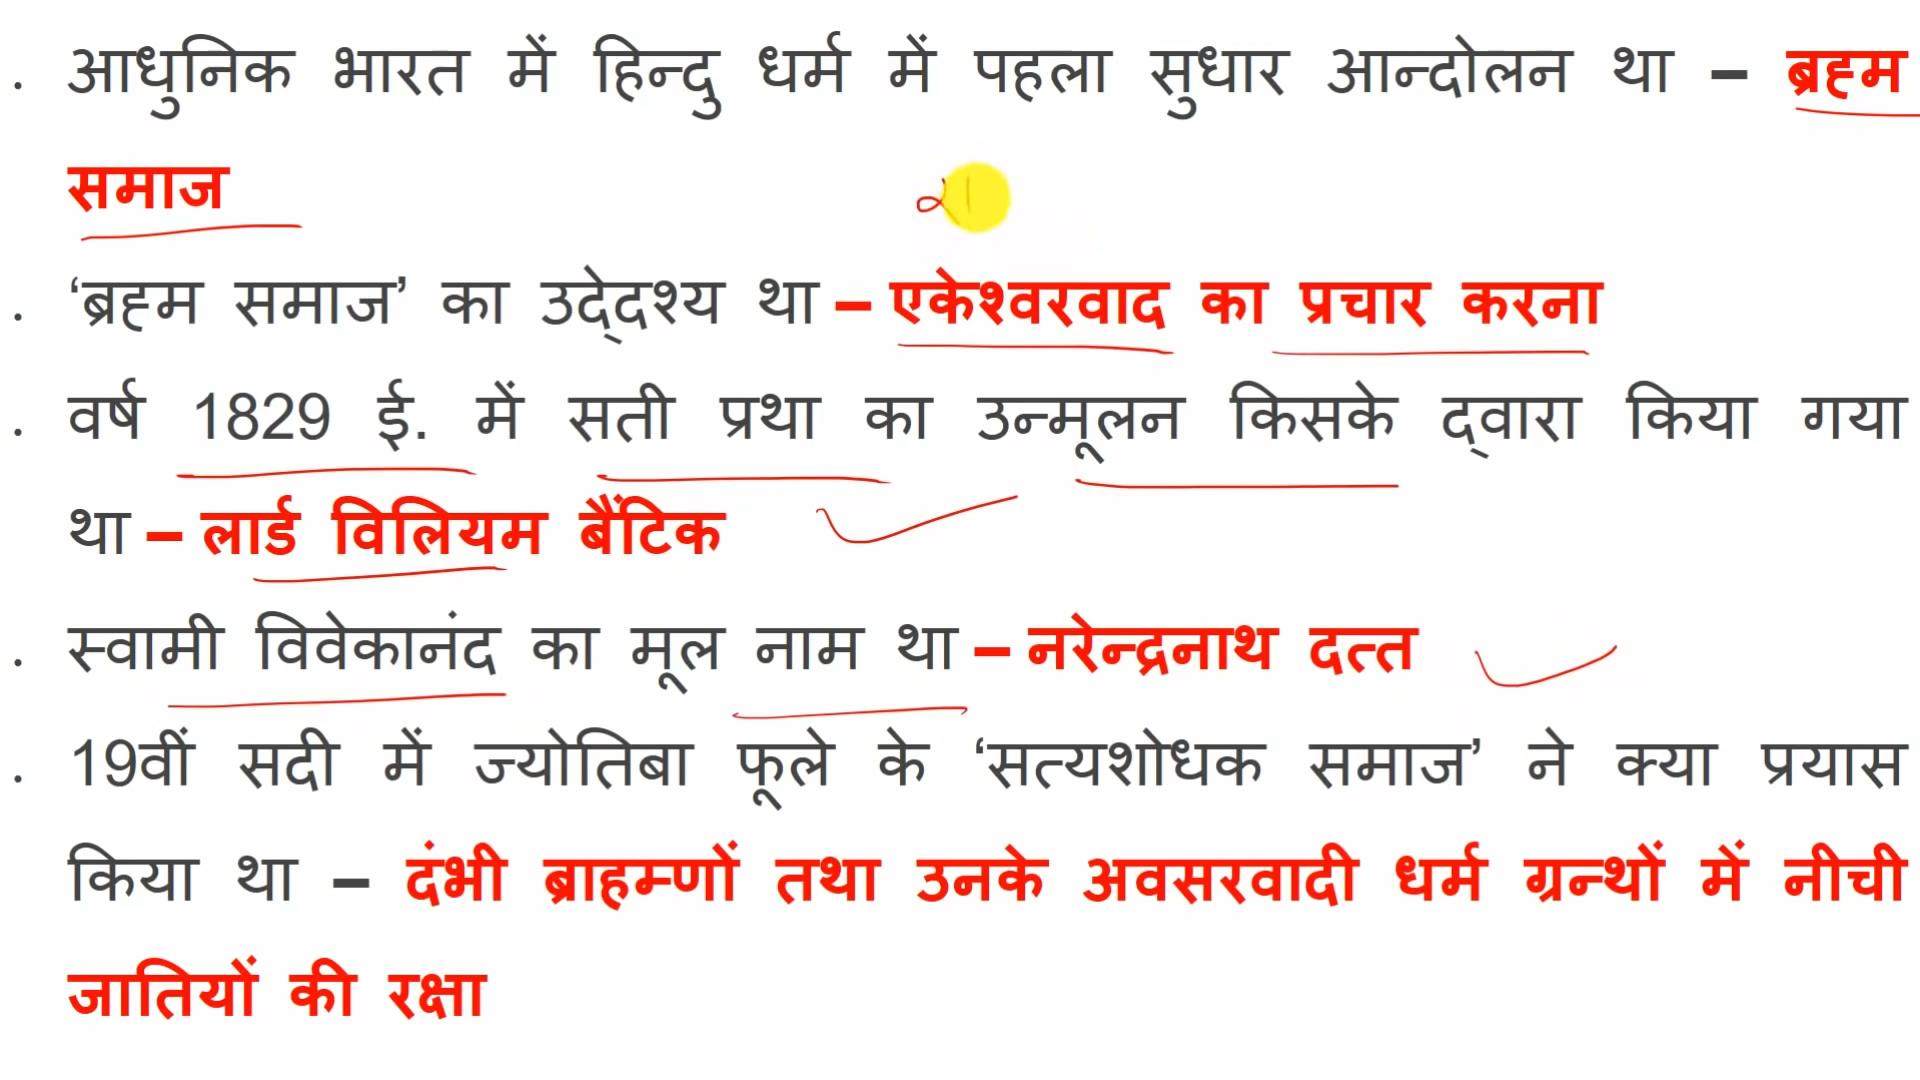 . आधुनिक भारत में हिन्दु धर्म में पहला सुधार आन्दोलन था – ब्रह्म
समाज
. ‘ब्रह्म समाज’ का उद्देदश्य था – एकेश्वरवाद का प्रचार करना
. वर्ष 1829 ई. में सती प्रथा का उन्मूलन किसके द्वारा किया गया
था – लार्ड विलियम बैंटिक
. स्वामी विवेकानंद का मूल नाम था – नरेन्द्रनाथ दत्त
. 19वीं सदी में ज्योतिबा फूले के ‘सत्यशोधक समाज’ ने क्या प्रयास
किया था – दंभी ब्राहम्णों तथा उनके अवसरवादी धर्म ग्रन्थों में नीची
जातियों की रक्षा